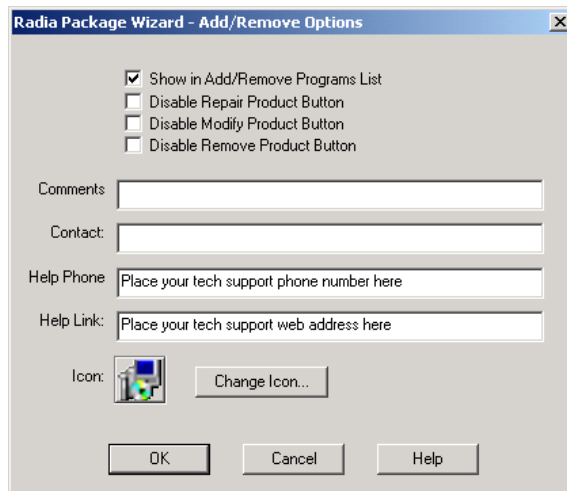 Radia Package Wizard - Add/Remove Options
Show in Add/Remove Programs List
Disable Repair Product Button
Disable Modify Product Button
Disable Remove Product Button
Comments
Contact:
Help Phone Place your tech support phone number here
Help Link: Place your tech support web address here
Icon: Change Icon...
OK Cancel Help